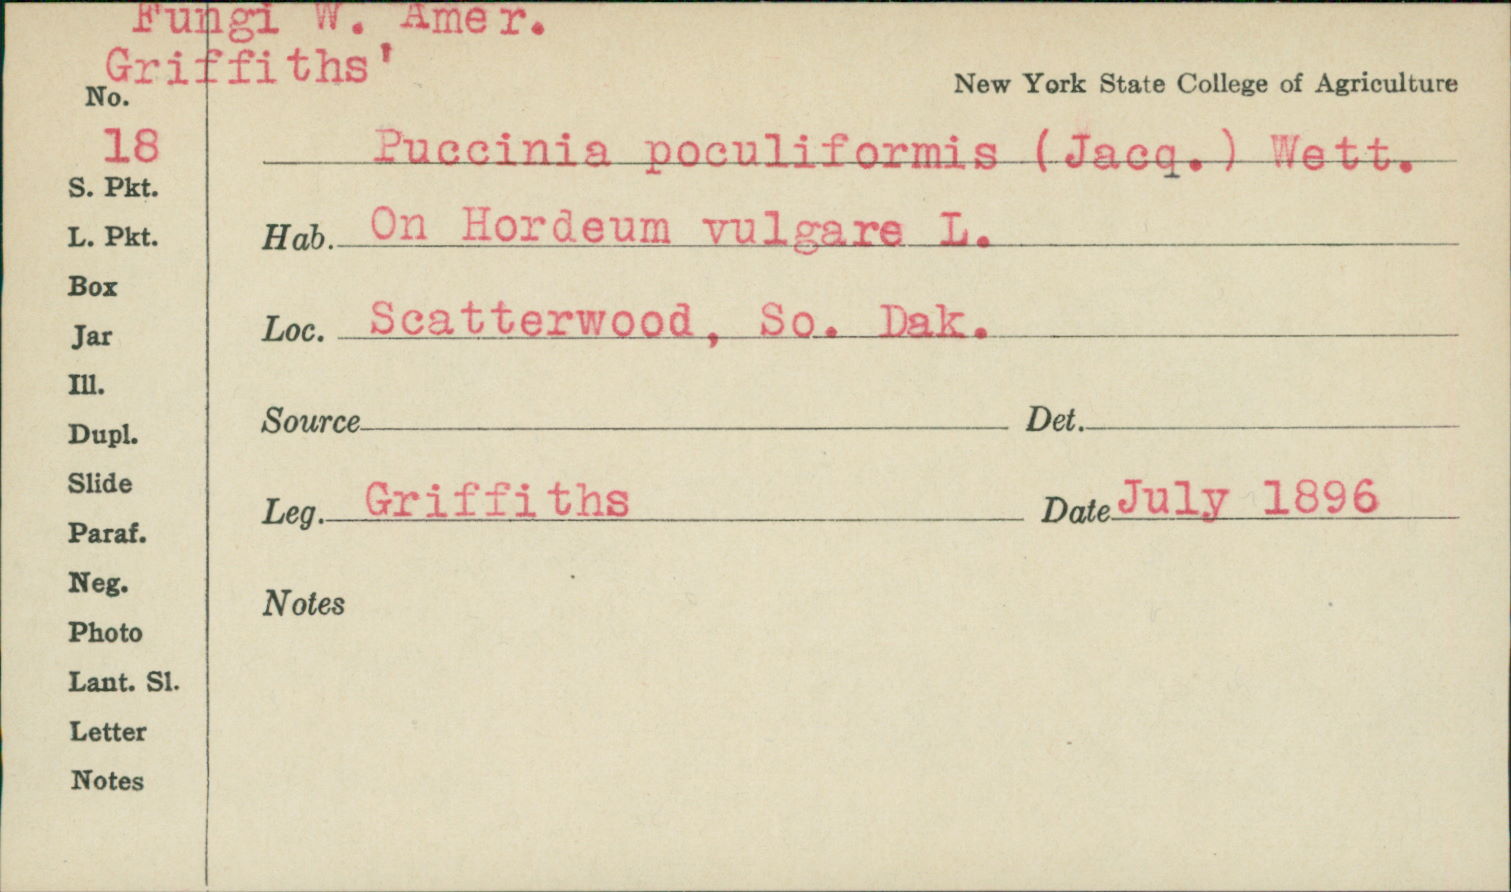 Fungi W. Amer.
Griffiths'
No.
18
New York State College of Agriculture
Puccinia poculiformis (Jacq.) Wett.
S. Pkt.
L. Pkt.
Box
Jar
Ill.
Dupl.
Slide
Paraf.
Neg.
Photo
Lant. Sl.
Letter
Notes
Hab. On Hordeum vulgare L.
Loc. Scatterwood, So. Dak.
Source Det.
Leg. Griffiths Date July 1896
Notes